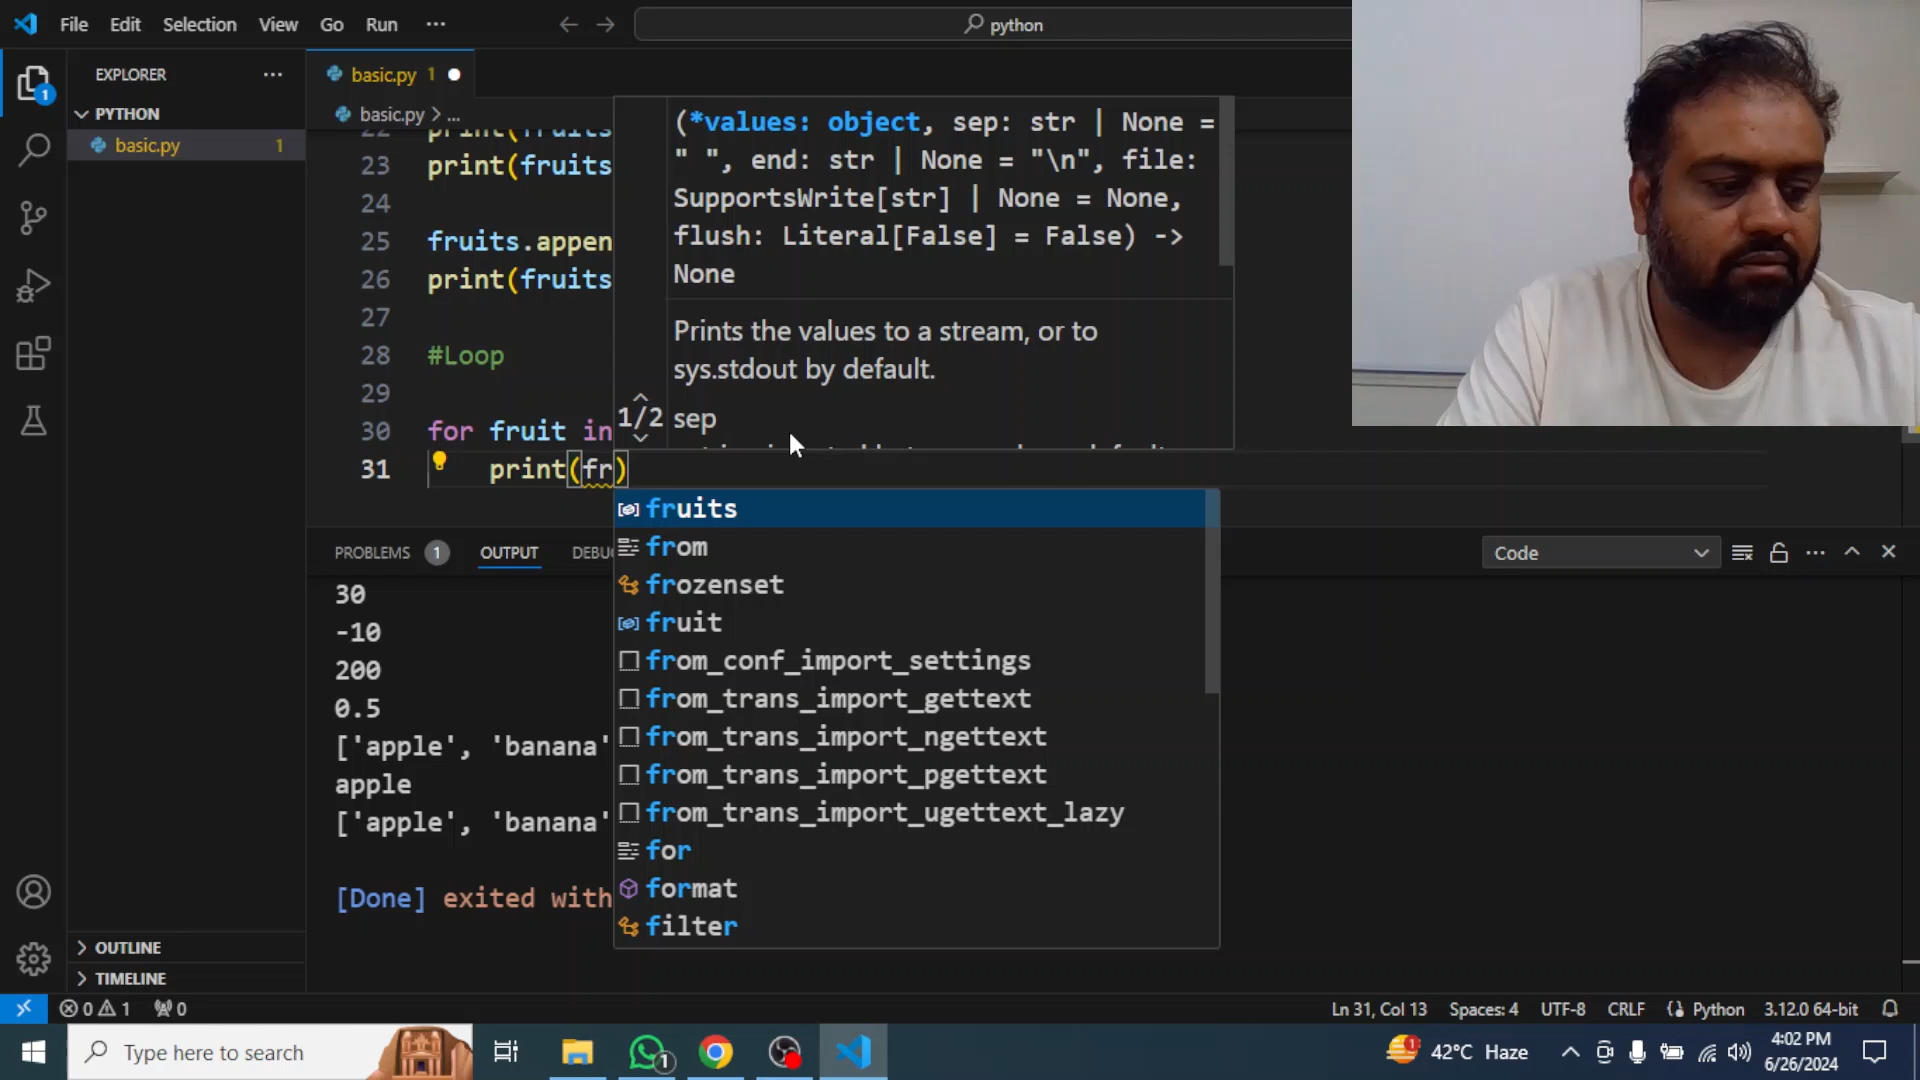 File Edit Selection View Go Run ··· python
EXPLORER ···
PYTHON
basic.py 1
1
basic.py 1
basic.py > ...
23 print(fruits
24
25 fruits.appen
26 print(fruits
27
28 #Loop
29
30 for fruit in
31 print(fr)
(*values: object, sep: str | None =
" ", end: str | None = "\n", file:
SupportsWrite[str] | None = None,
flush: Literal[False] = False) ->
None
Prints the values to a stream, or to
sys.stdout by default.
1/2 sep
fruits
from
frozenset
fruit
from_conf_import_settings
from_trans_import_gettext
from_trans_import_ngettext
from_trans_import_pgettext
from_trans_import_ugettext_lazy
for
format
filter
PROBLEMS 1 OUTPUT DEBU Code
30
-10
200
0.5
['apple', 'banana'
apple
['apple', 'banana'
[Done] exited with
OUTLINE
TIMELINE
0 1 0 Ln 31, Col 13 Spaces: 4 UTF-8 CRLF Python 3.12.0 64-bit
Type here to search 1 1 42°C Haze 4:02 PM
6/26/2024